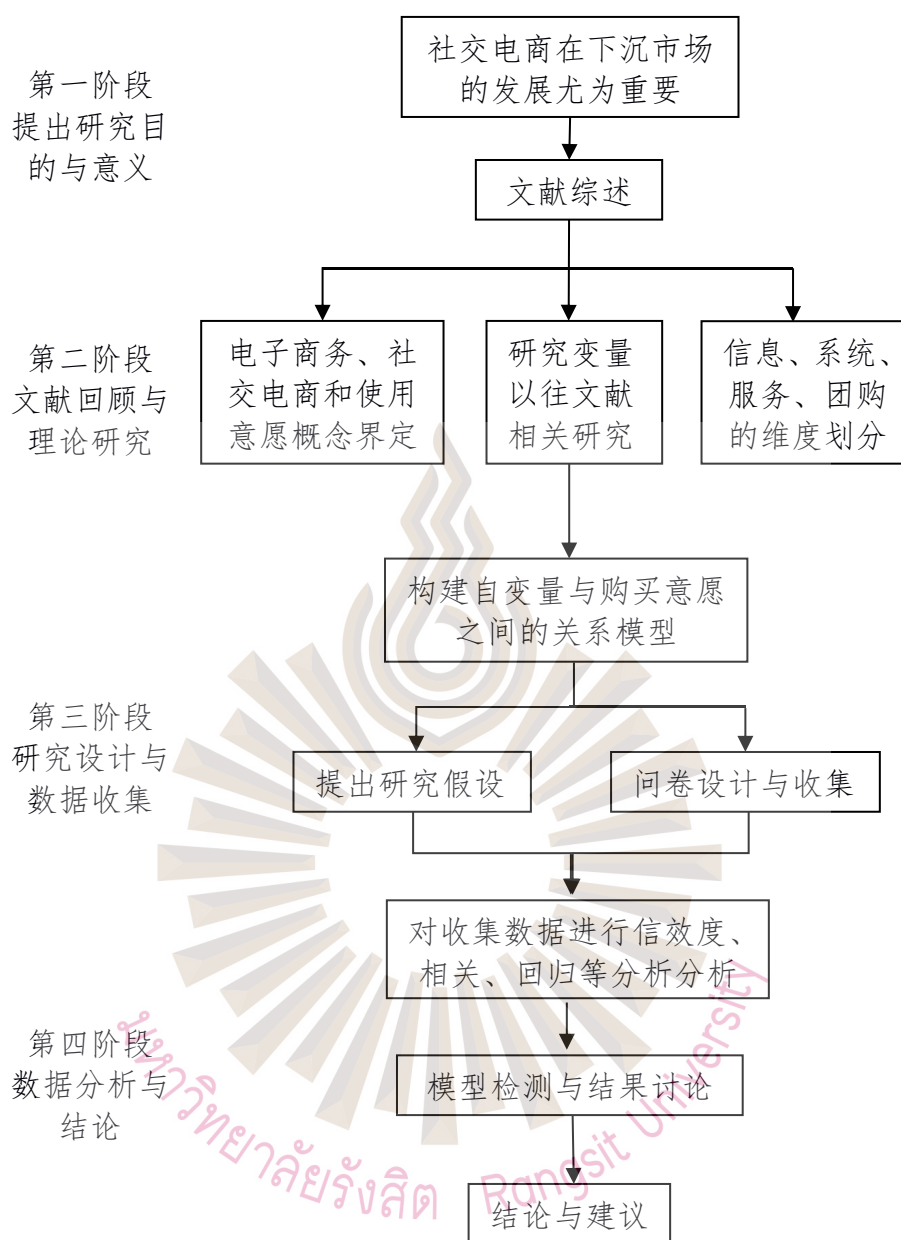 社交电商在下沉市场
的发展尤为重要
第一阶段
提出研究目
的与意义
文献综述
第二阶段
文献回顾与
理论研究
电子商务、社
交电商和使用
意愿概念界定
研究变量
以往文献
相关研究
信息、系统、
服务、团购
的维度划分
构建自变量与购买意愿
之间的关系模型
第三阶段
研究设计与
数据收集
提出研究假设
问卷设计与收集
对收集数据进行信效度、
相关、回归等分析分析
第四阶段
数据分析与
结论
模型检测与结果讨论
结论与建议
มหาวิทยาลัยรังสิต Rangsit University